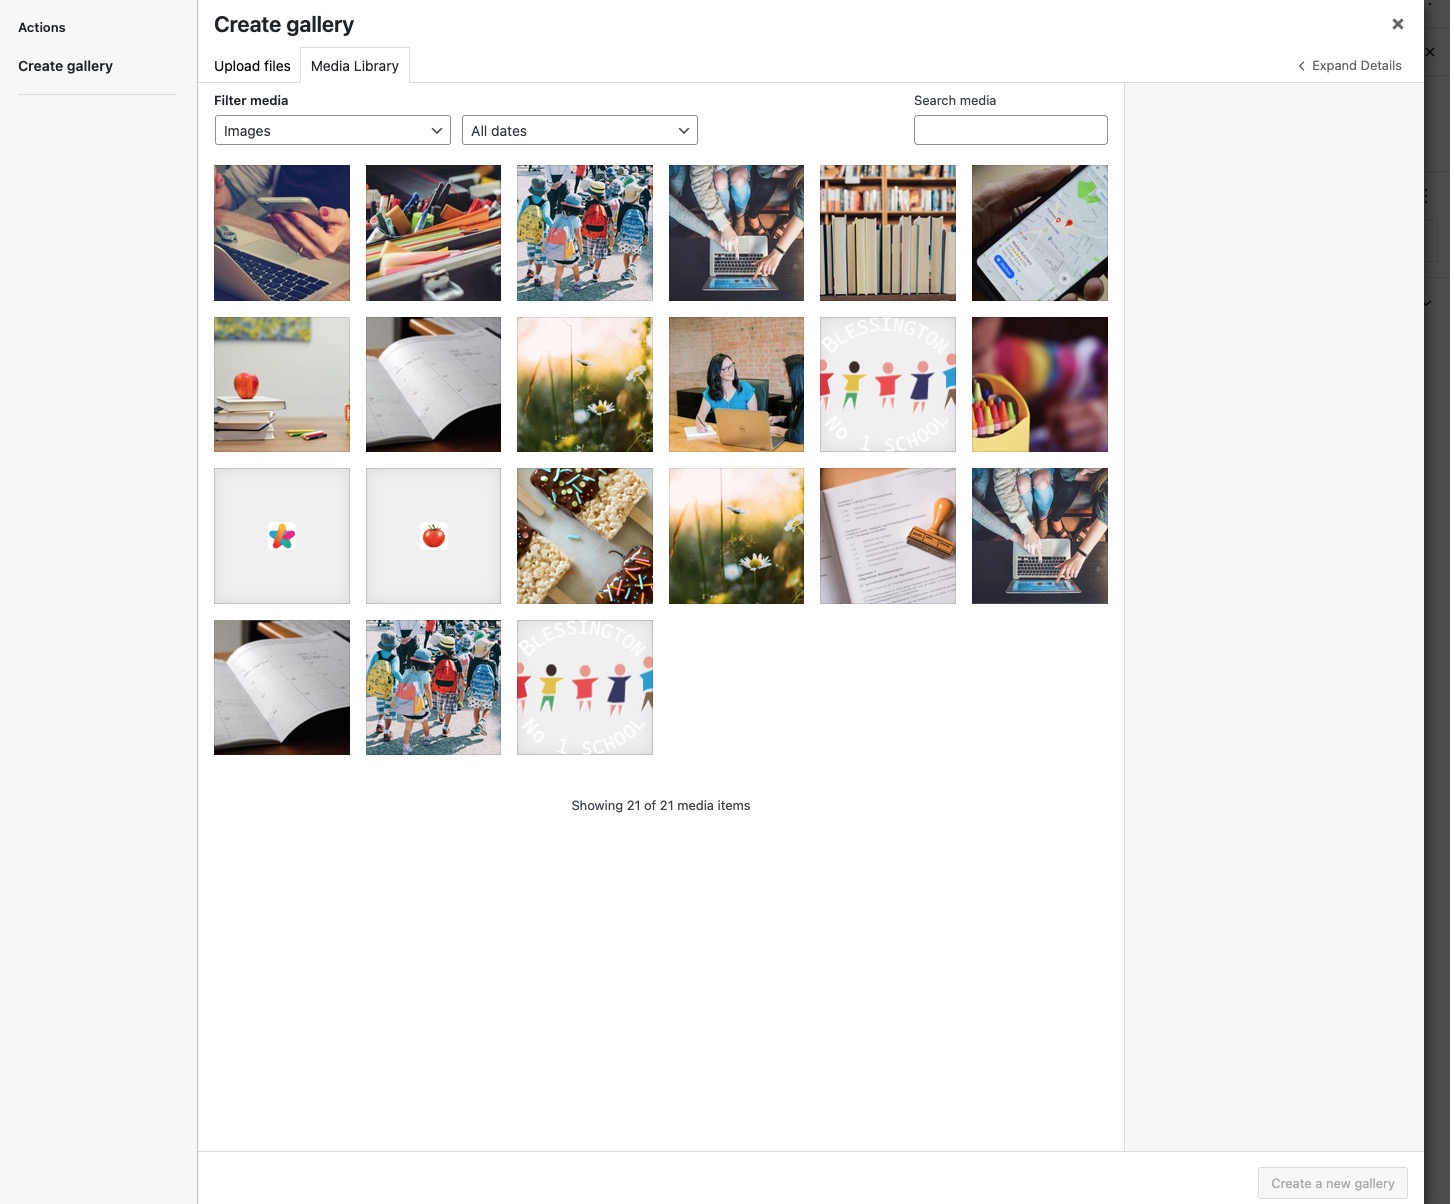 Actions
Create gallery
Create gallery
Upload files
Media Library
Expand Details
Filter media
Search media
Images
All dates
BLESSINGTON
No 1 SCHOOL
BLESSINGTON
No 1 SCHOOL
Showing 21 of 21 media items
Create a new gallery